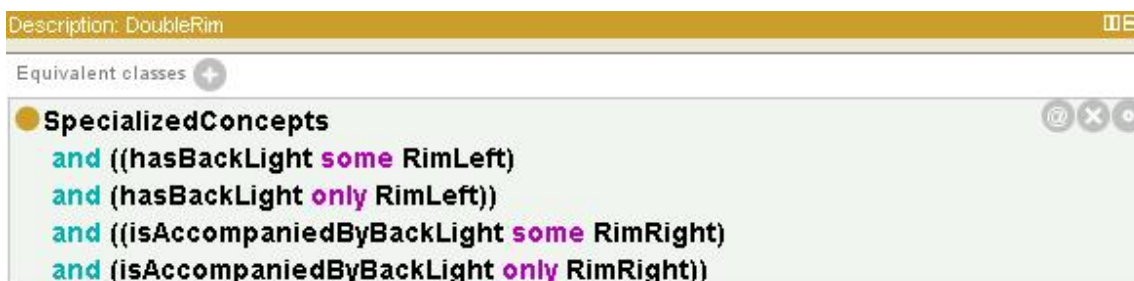 Description: DoubleRim
Equivalent classes
SpecializedConcepts
and ((hasBackLight some RimLeft)
and (hasBackLight only RimLeft))
and ((isAccompaniedByBackLight some RimRight)
and (isAccompaniedByBackLight only RimRight))